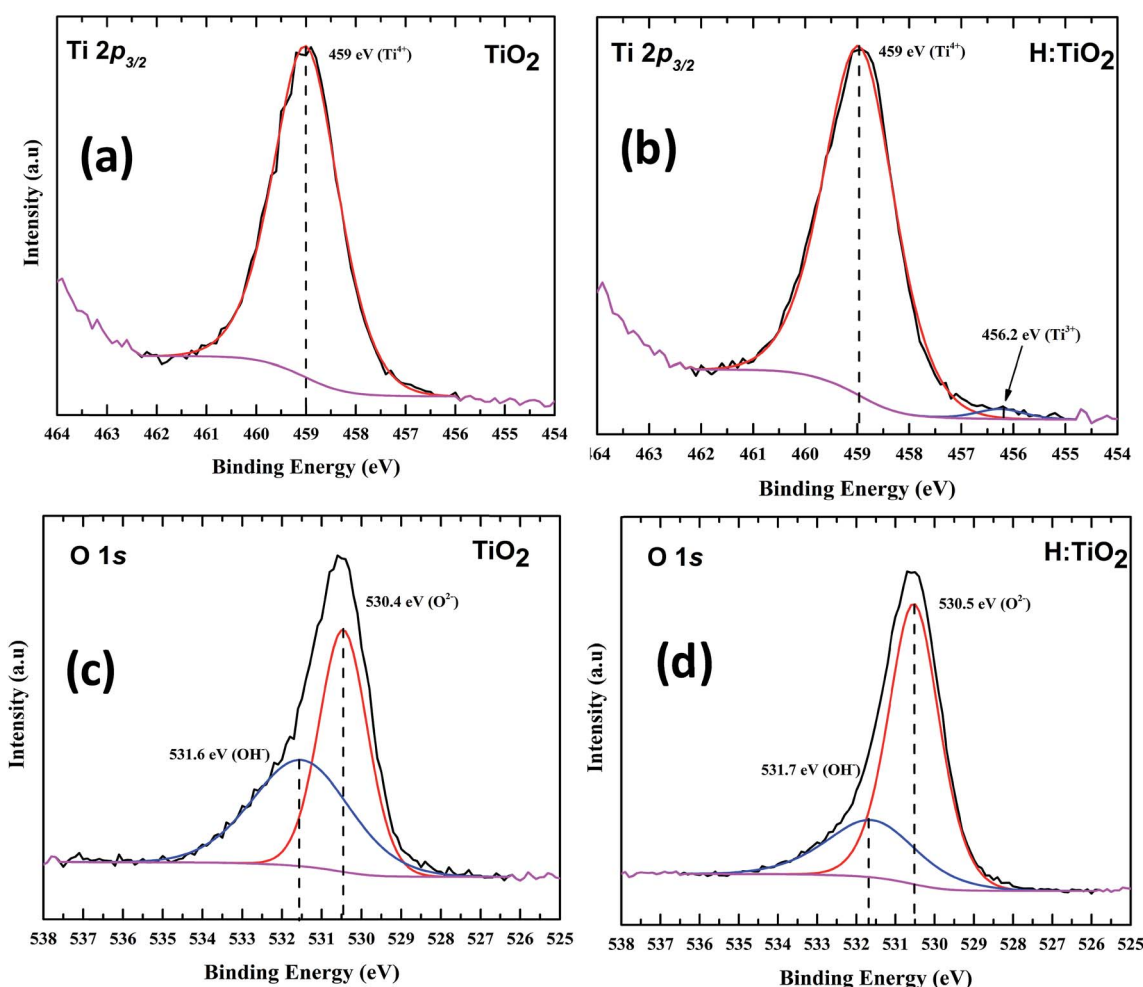 Ti 2p3/2
459 eV (Ti4+)
TiO2
(a)
Intensity (a.u)
464 463 462 461 460 459 458 457 456 455 454
Binding Energy (eV)
Ti 2p3/2
459 eV (Ti4+)
H:TiO2
(b)
456.2 eV (Ti3+)
464 463 462 461 460 459 458 457 456 455 454
Binding Energy (eV)
O 1s
TiO2
530.4 eV (O2-)
(c)
531.6 eV (OH-)
Intensity (a.u)
538 537 536 535 534 533 532 531 530 529 528 527 526 525
Binding Energy (eV)
O 1s
H:TiO2
530.5 eV (O2-)
(d)
531.7 eV (OH-)
Intensity (a.u)
538 537 536 535 534 533 532 531 530 529 528 527 526 525
Binding Energy (eV)